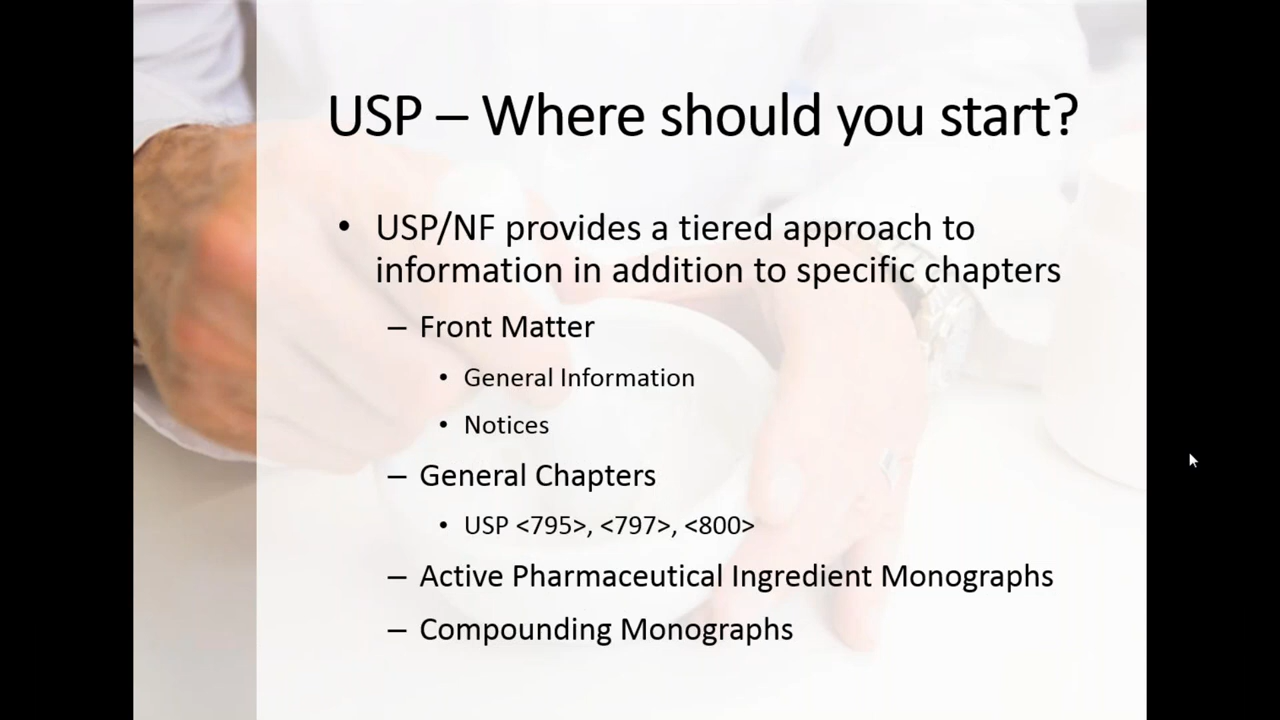 USP – Where should you start?
• USP/NF provides a tiered approach to
information in addition to specific chapters
– Front Matter
• General Information
• Notices
– General Chapters
• USP <795>, <797>, <800>
– Active Pharmaceutical Ingredient Monographs
– Compounding Monographs